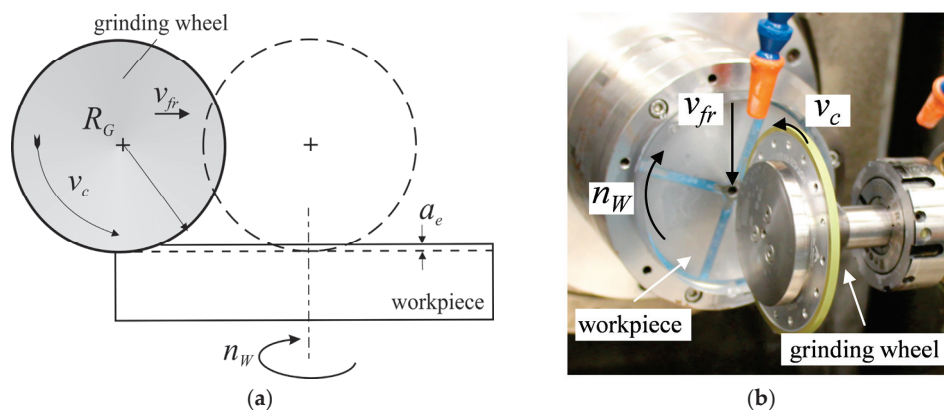 grinding wheel
v_fr
R_G
v_c
a_e
workpiece
n_W
(a)
v_fr
v_c
n_W
workpiece
grinding wheel
(b)